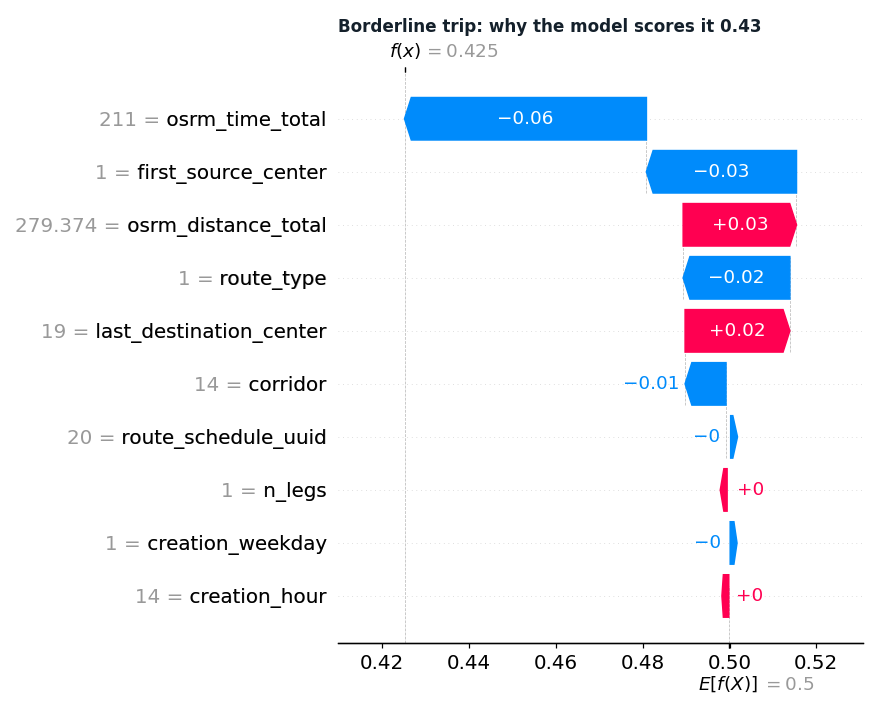 Borderline trip: why the model scores it 0.43
f(x) = 0.425
211 = osrm_time_total −0.06
1 = first_source_center −0.03
279.374 = osrm_distance_total +0.03
1 = route_type −0.02
19 = last_destination_center +0.02
14 = corridor −0.01
20 = route_schedule_uuid −0
1 = n_legs +0
1 = creation_weekday −0
14 = creation_hour +0
0.42 0.44 0.46 0.48 0.50 0.52
E[f(X)] = 0.5